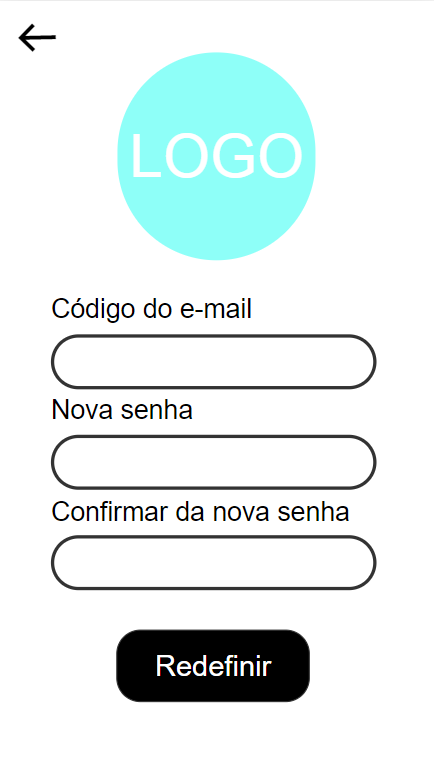 LOGO
Código do e-mail
Nova senha
Confirmar da nova senha
Redefinir